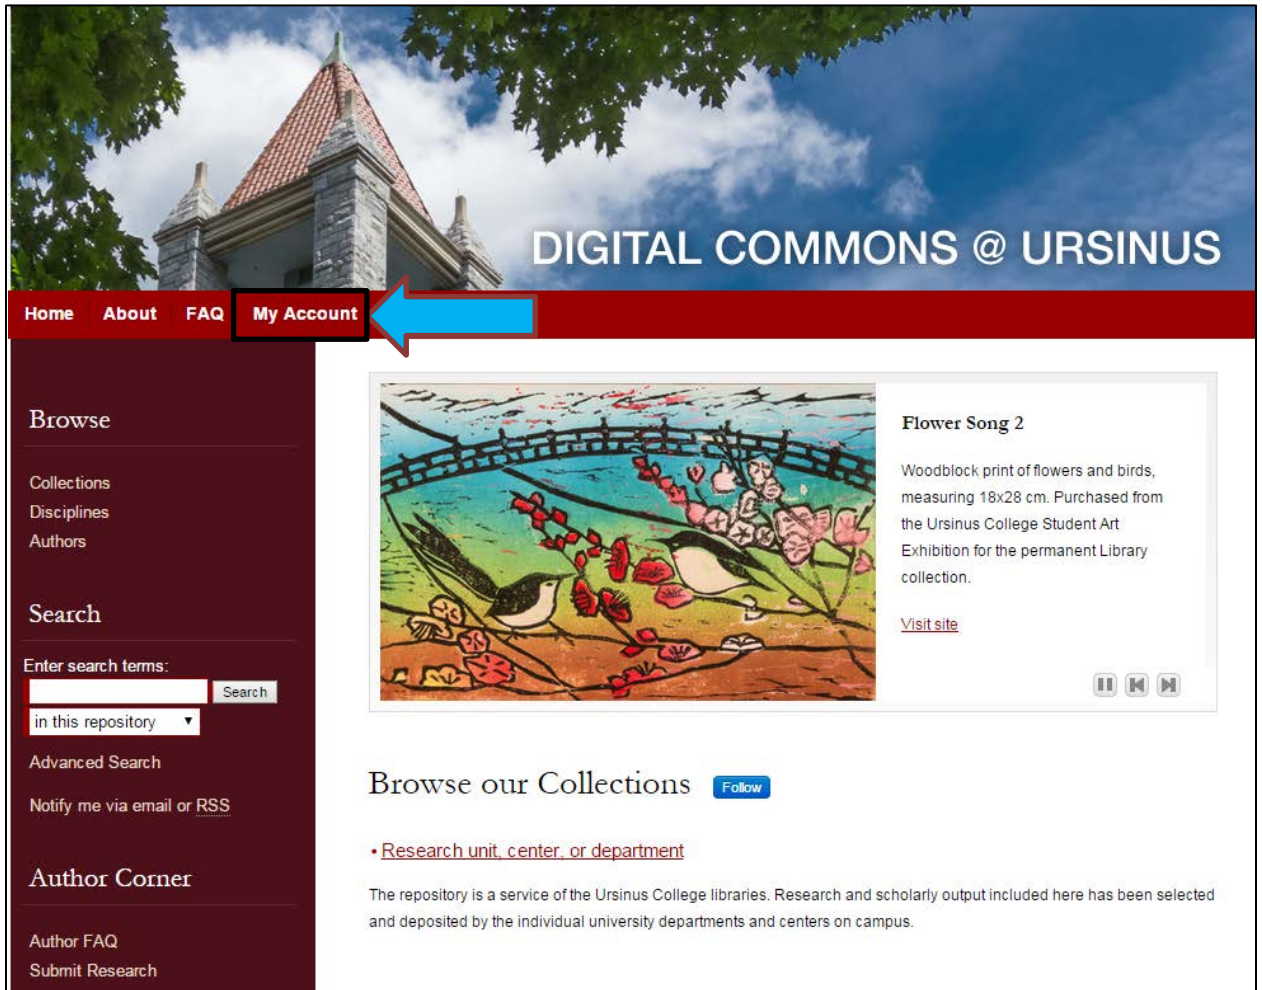 DIGITAL COMMONS @ URSINUS
Home About FAQ My Account
Browse
Collections
Disciplines
Authors
Search
Enter search terms:
Search
in this repository
Advanced Search
Notify me via email or RSS
Author Corner
Author FAQ
Submit Research
Flower Song 2
Woodblock print of flowers and birds,
measuring 18x28 cm. Purchased from
the Ursinus College Student Art
Exhibition for the permanent Library
collection.
Visit site
Browse our Collections Follow
• Research unit, center, or department
The repository is a service of the Ursinus College libraries. Research and scholarly output included here has been selected
and deposited by the individual university departments and centers on campus.